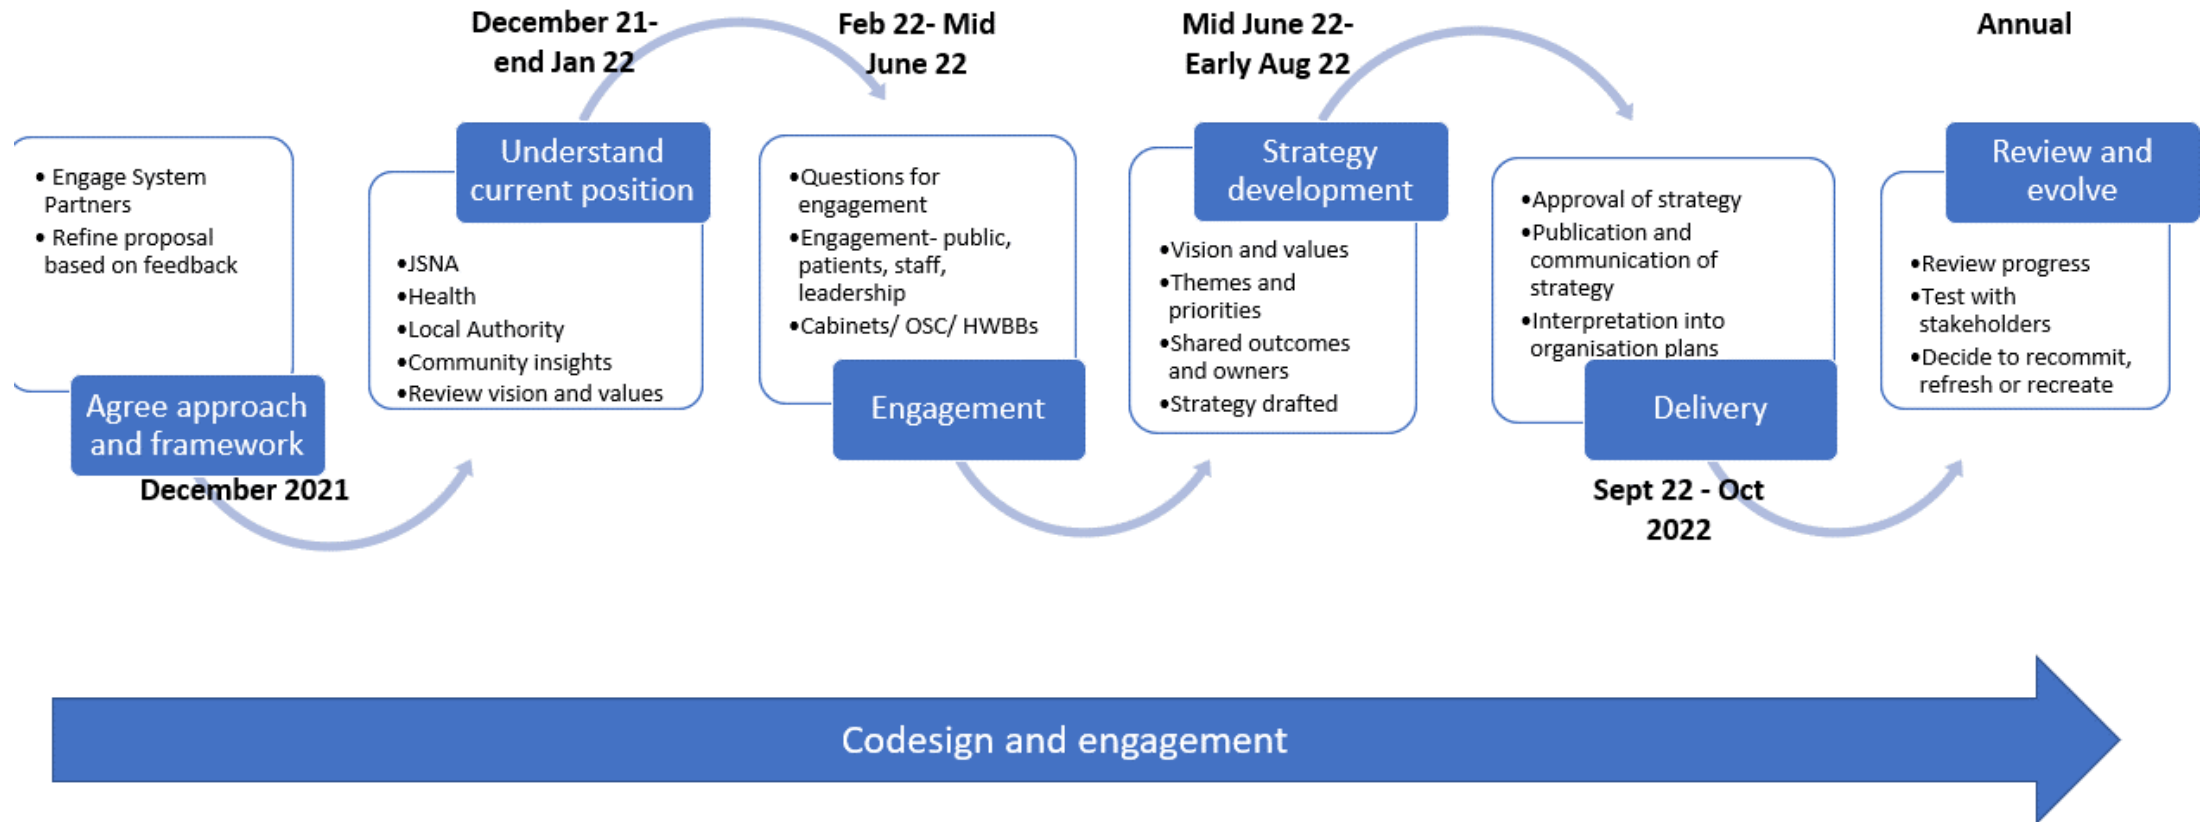 December 21-
end Jan 22
Feb 22- Mid
June 22
Mid June 22-
Early Aug 22
Annual
• Engage System
Partners
• Refine proposal
based on feedback
Agree approach
and framework
December 2021
Understand
current position
•JSNA
•Health
•Local Authority
•Community insights
•Review vision and values
•Questions for
engagement
•Engagement- public,
patients, staff,
leadership
•Cabinets/ OSC/ HWBBs
Engagement
Strategy
development
•Vision and values
•Themes and
priorities
•Shared outcomes
and owners
•Strategy drafted
•Approval of strategy
•Publication and
communication of
strategy
•Interpretation into
organisation plans
Delivery
Sept 22 - Oct
2022
Review and
evolve
•Review progress
•Test with
stakeholders
•Decide to recommit,
refresh or recreate
Codesign and engagement